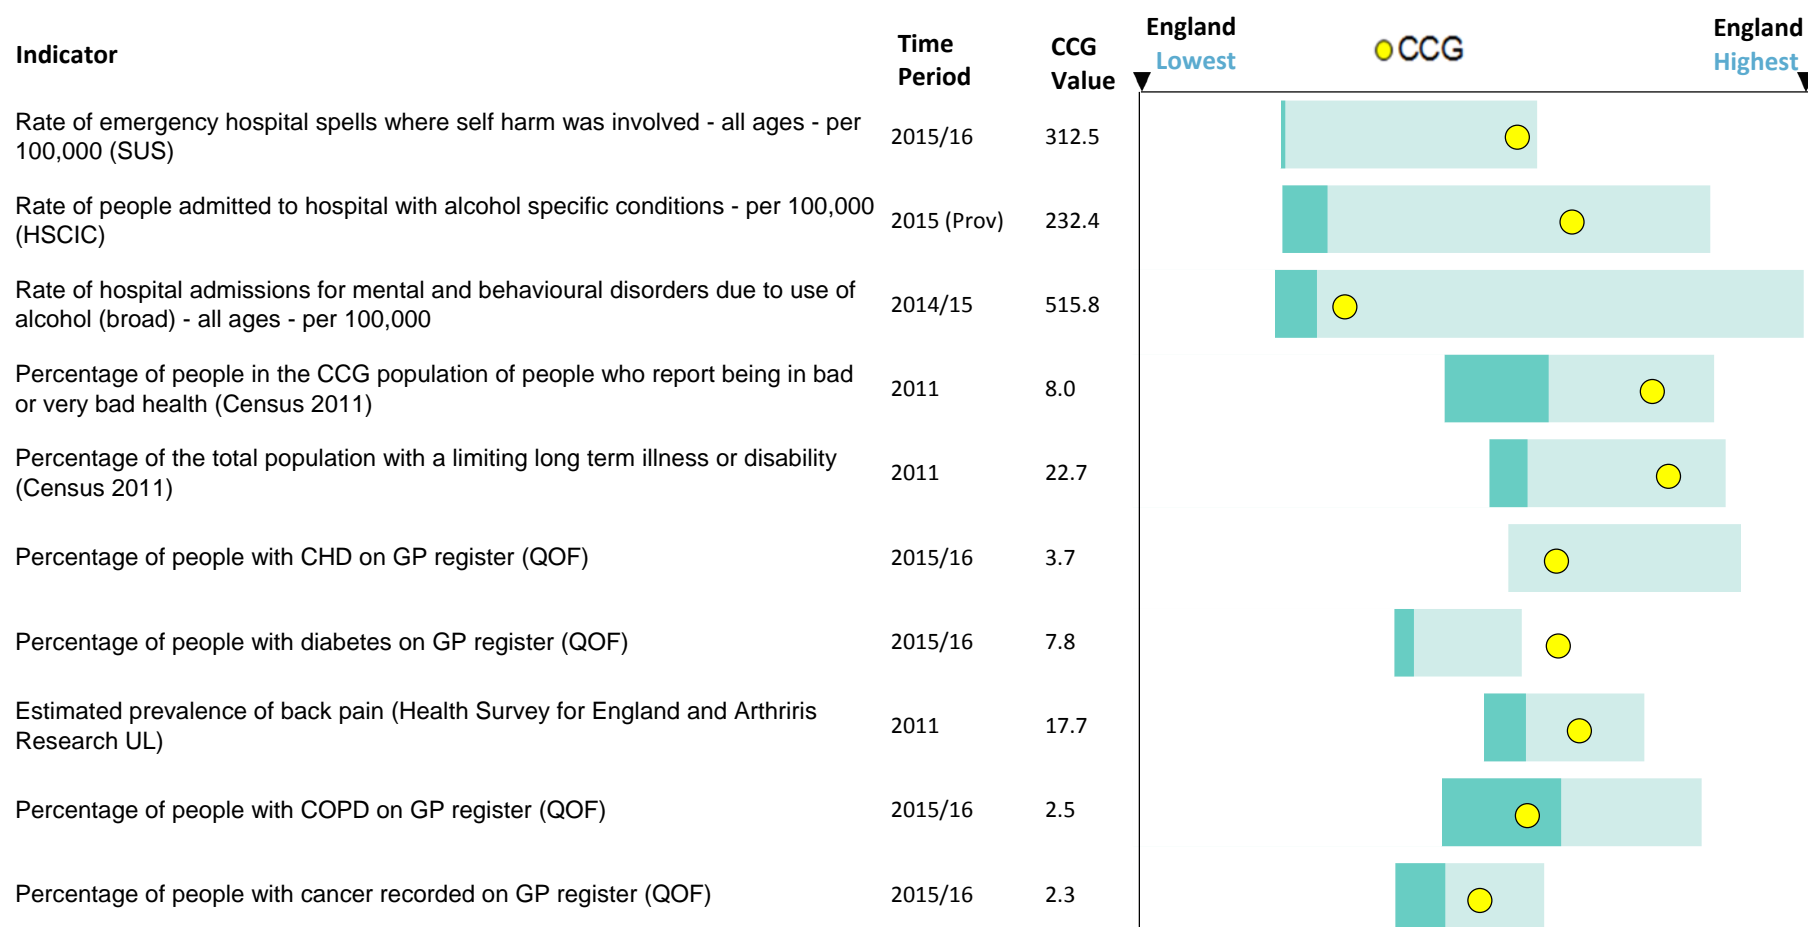 Indicator
Time
Period
CCG
Value
England
Lowest
CCG
England
Highest
Rate of emergency hospital spells where self harm was involved - all ages - per
100,000 (SUS)
2015/16
312.5
Rate of people admitted to hospital with alcohol specific conditions - per 100,000
(HSCIC)
2015 (Prov)
232.4
Rate of hospital admissions for mental and behavioural disorders due to use of
alcohol (broad) - all ages - per 100,000
2014/15
515.8
Percentage of people in the CCG population of people who report being in bad
or very bad health (Census 2011)
2011
8.0
Percentage of the total population with a limiting long term illness or disability
(Census 2011)
2011
22.7
Percentage of people with CHD on GP register (QOF)
2015/16
3.7
Percentage of people with diabetes on GP register (QOF)
2015/16
7.8
Estimated prevalence of back pain (Health Survey for England and Arthriris
Research UL)
2011
17.7
Percentage of people with COPD on GP register (QOF)
2015/16
2.5
Percentage of people with cancer recorded on GP register (QOF)
2015/16
2.3